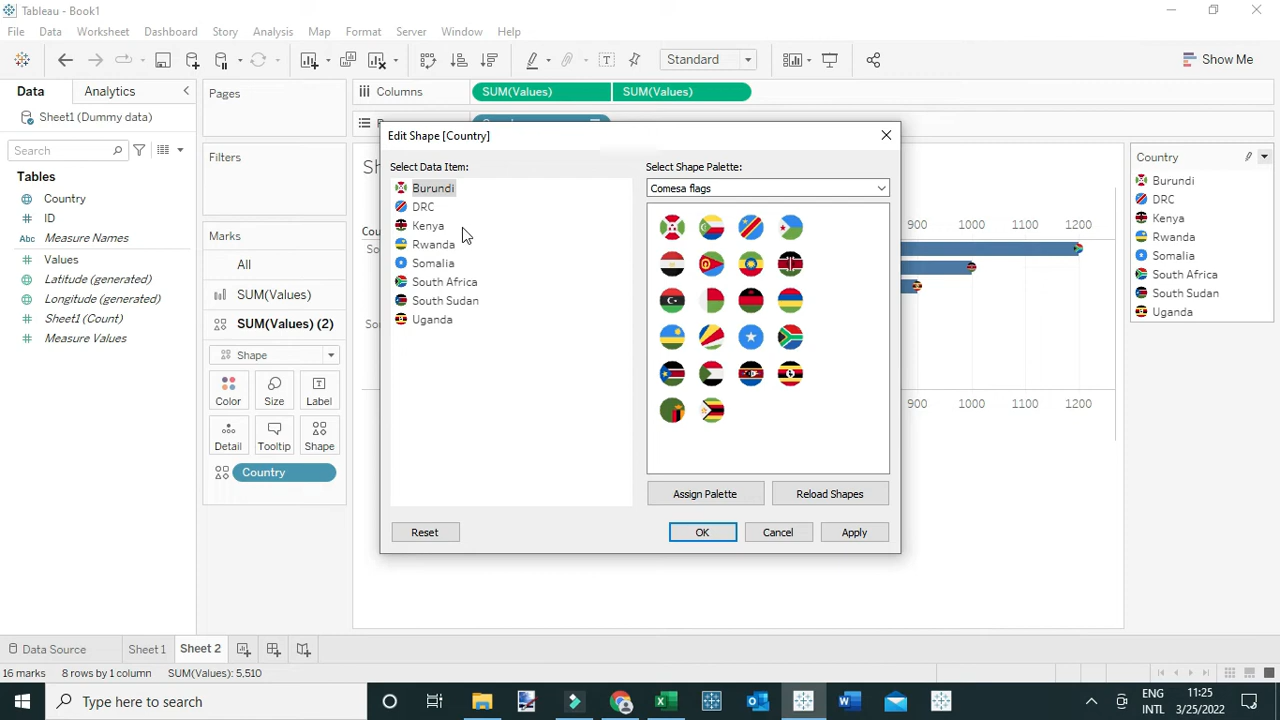 Tableau - Book1
File Data Worksheet Dashboard Story Analysis Map Format Server Window Help
Standard
Show Me
Data Analytics
Pages
Columns SUM(Values) SUM(Values)
Sheet1 (Dummy data)
Search
Tables
Country
ID
Measure Names
Values
Latitude (generated)
Longitude (generated)
Sheet1 (Count)
Measure Values
Filters
Marks
All
SUM(Values)
SUM(Values) (2)
Shape
Color Size Label
Detail Tooltip Shape
Country
Edit Shape [Country]
Select Data Item:
Burundi
DRC
Kenya
Rwanda
Somalia
South Africa
South Sudan
Uganda
Select Shape Palette:
Comesa flags
Assign Palette Reload Shapes
Reset OK Cancel Apply
900 1000 1100 1200
900 1000 1100 1200
Country
Burundi
DRC
Kenya
Rwanda
Somalia
South Africa
South Sudan
Uganda
Data Source Sheet 1 Sheet 2
16 marks 8 rows by 1 column SUM(Values): 5,510
Type here to search
ENG
INTL
11:25
3/25/2022